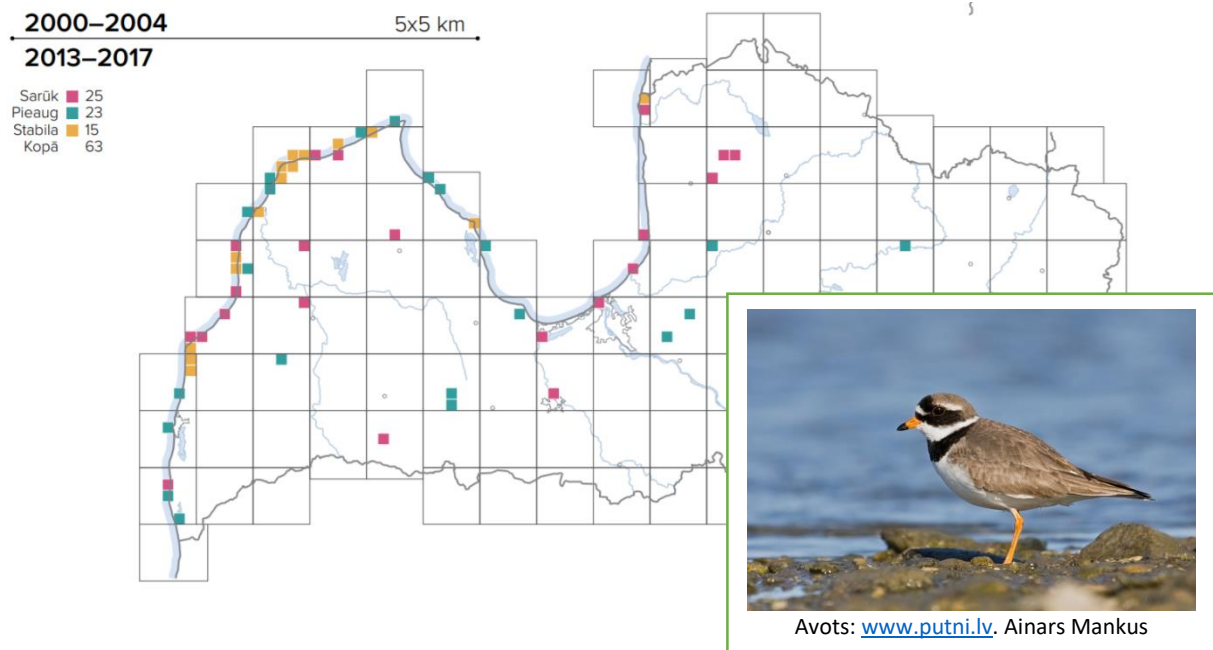 2000–2004 5x5 km
2013–2017
Sarūk 25
Pieaug 23
Stabila 15
Kopā 63
Avots: www.putni.lv. Ainars Mankus